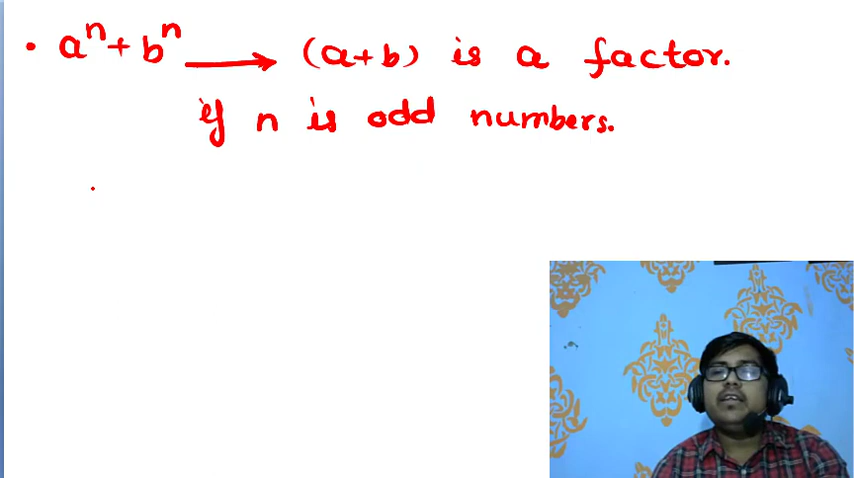 • aⁿ + bⁿ ⟶ (a+b) is a factor.
if n is odd numbers.